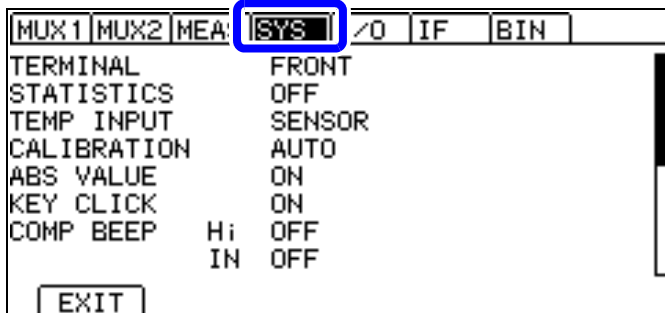 MUX1 MUX2 MEA SYS /O IF BIN
TERMINAL FRONT
STATISTICS OFF
TEMP INPUT SENSOR
CALIBRATION AUTO
ABS VALUE ON
KEY CLICK ON
COMP BEEP Hi OFF
IN OFF
EXIT